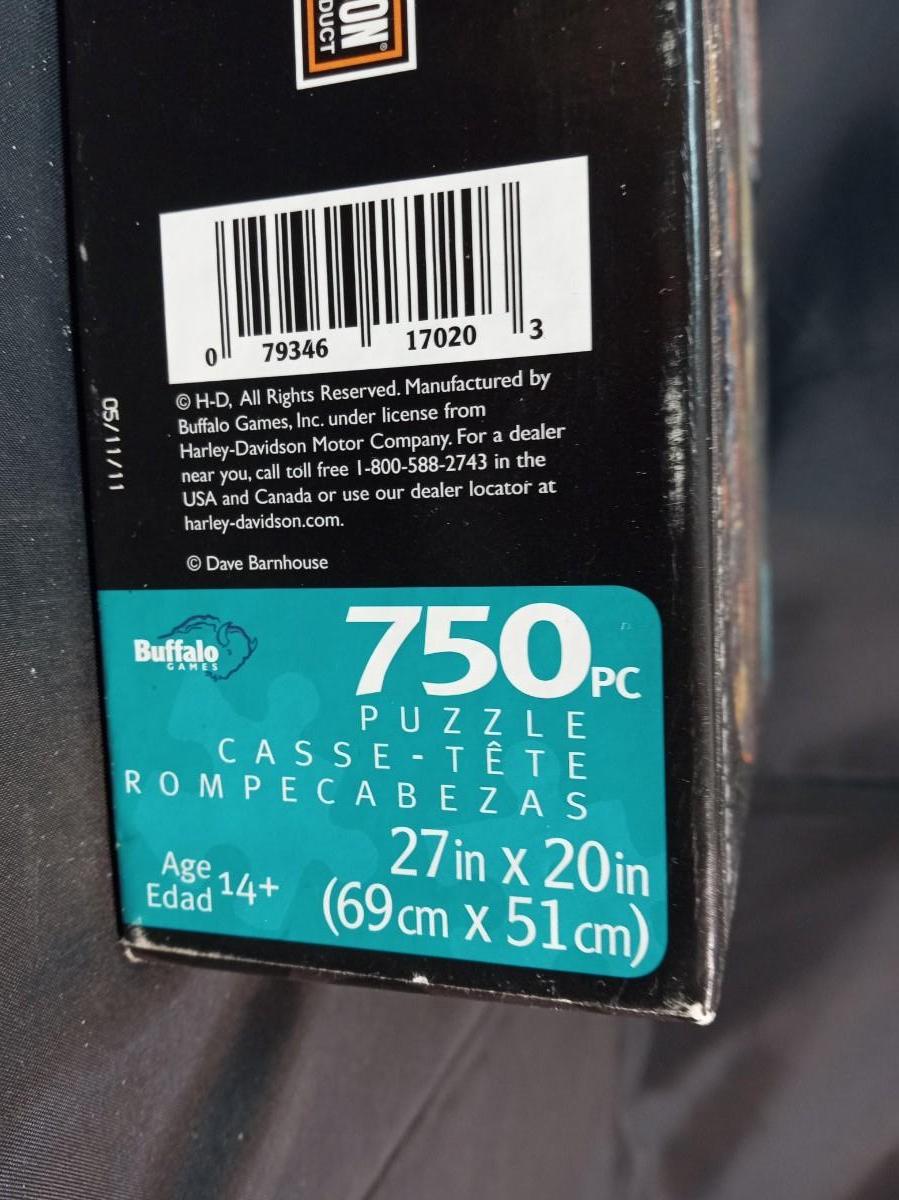 ON®
DUCT
0 79346 17020 3
© H-D, All Rights Reserved. Manufactured by
Buffalo Games, Inc. under license from
Harley-Davidson Motor Company. For a dealer
near you, call toll free 1-800-588-2743 in the
USA and Canada or use our dealer locator at
harley-davidson.com.
05/11/11
© Dave Barnhouse
Buffalo
GAMES
750PC
PUZZLE
CASSE-TÊTE
ROMPECABEZAS
27in x 20in
(69cm x 51cm)
Age
Edad 14+